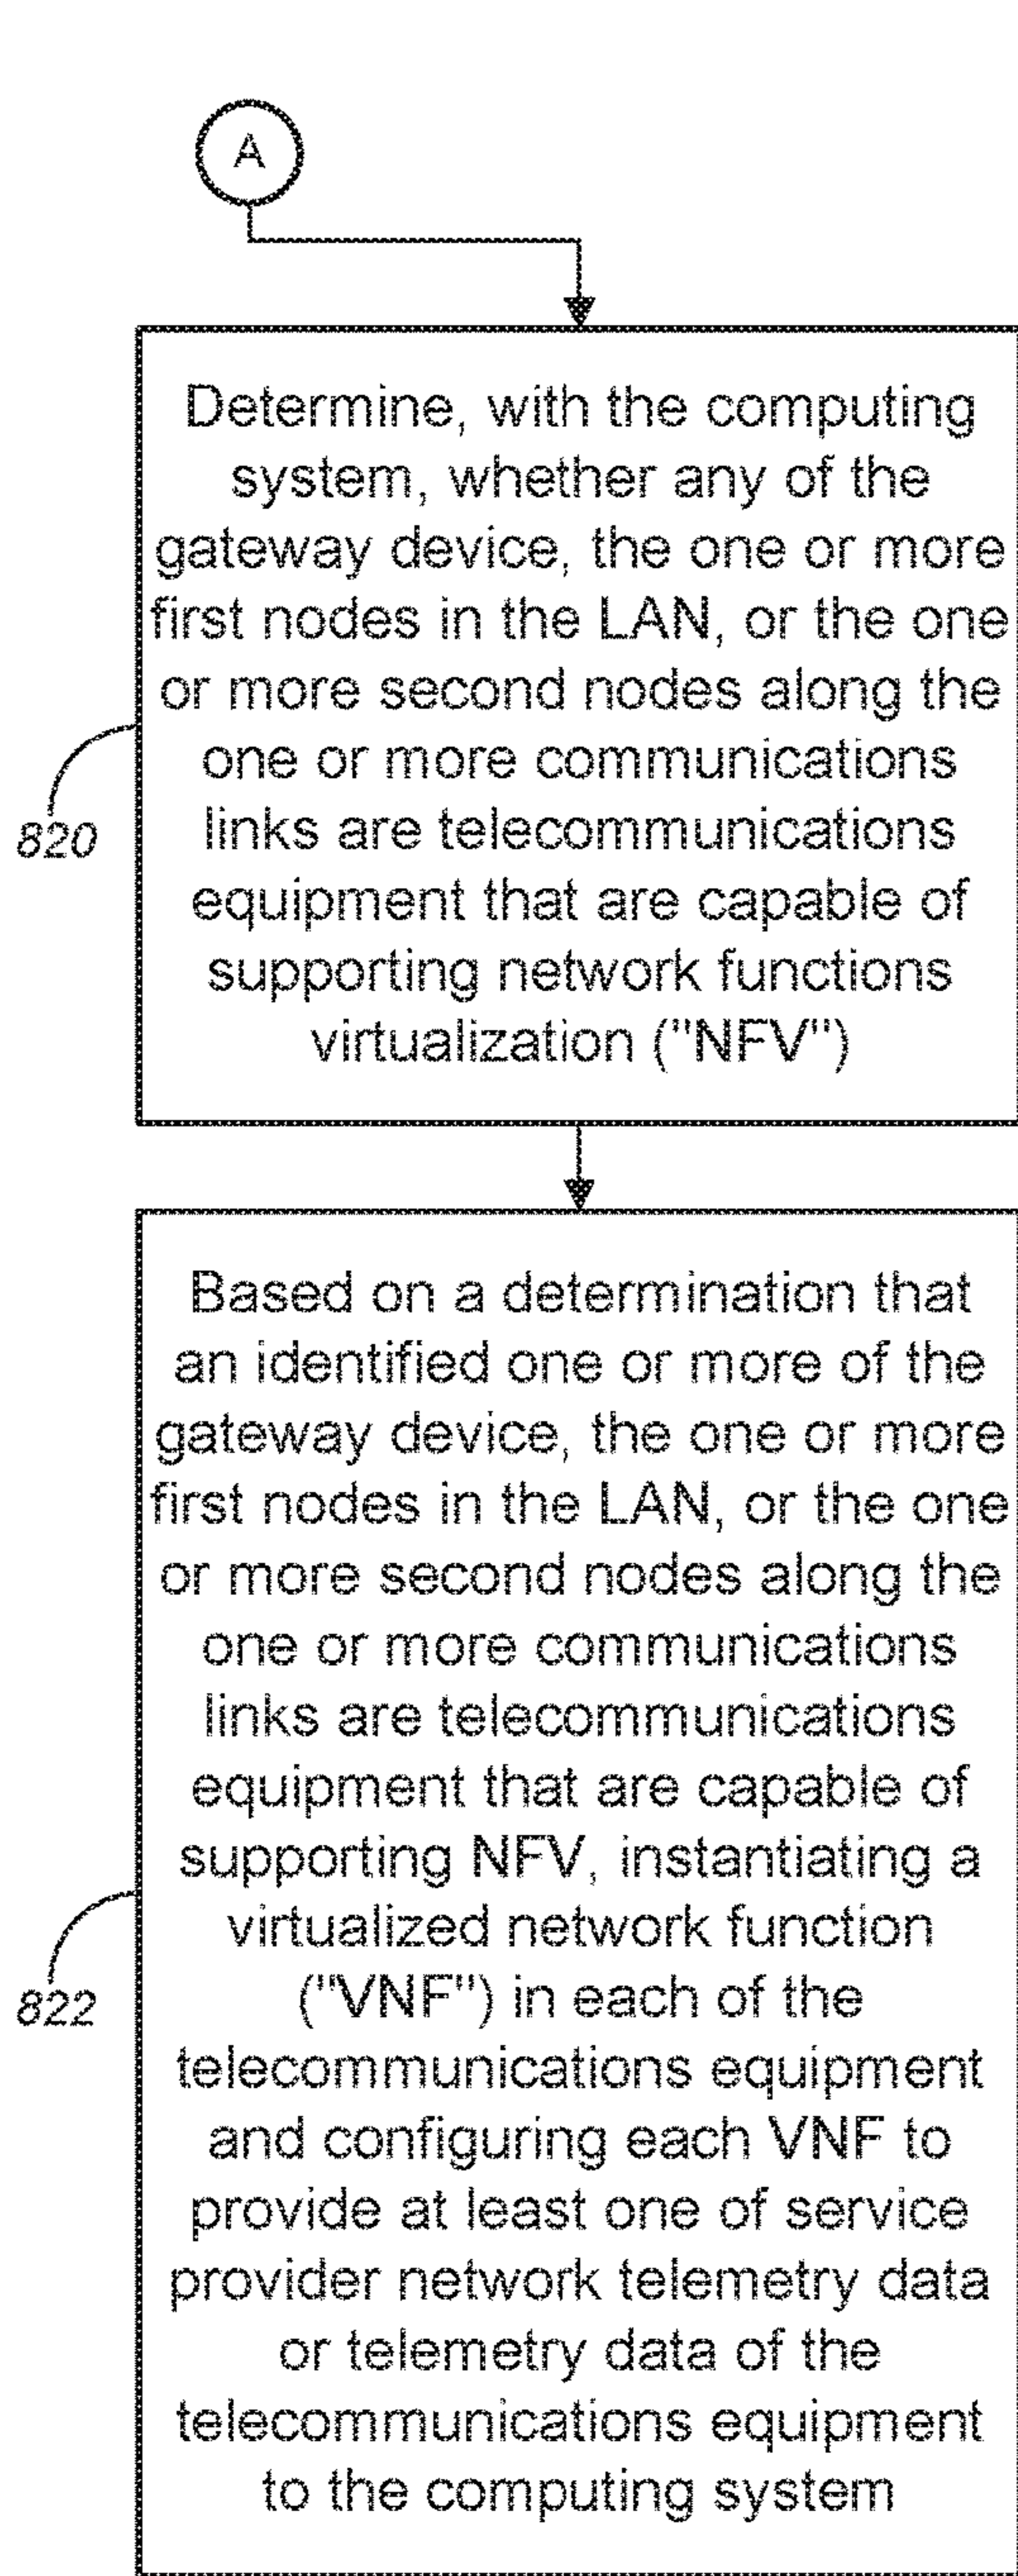 A
Determine, with the computing
system, whether any of the
gateway device, the one or more
first nodes in the LAN, or the one
or more second nodes along the
one or more communications
links are telecommunications
equipment that are capable of
supporting network functions
virtualization ("NFV")
820
Based on a determination that
an identified one or more of the
gateway device, the one or more
first nodes in the LAN, or the one
or more second nodes along the
one or more communications
links are telecommunications
equipment that are capable of
supporting NFV, instantiating a
virtualized network function
("VNF") in each of the
telecommunications equipment
and configuring each VNF to
provide at least one of service
provider network telemetry data
or telemetry data of the
telecommunications equipment
to the computing system
822